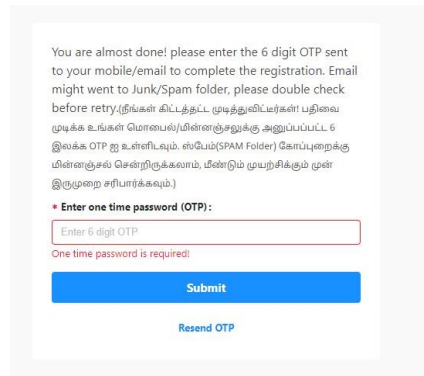 You are almost done! please enter the 6 digit OTP sent
to your mobile/email to complete the registration. Email
might went to Junk/Spam folder, please double check
before retry.(நீங்கள் கிட்டத்தட்ட முடித்துவிட்டீர்கள்! பதிவை
முடிக்க உங்கள் மொபைல்/மின்னஞ்சலுக்கு அனுப்பப்பட்ட 6
இலக்க OTP ஐ உள்ளிடவும். ஸ்பேம்(SPAM Folder) கோப்புறைக்கு
மின்னஞ்சல் சென்றிருக்கலாம், மீண்டும் முயற்சிக்கும் முன்
இருமுறை சரிபார்க்கவும்.)
* Enter one time password (OTP) :
Enter 6 digit OTP
One time password is required!
Submit
Resend OTP